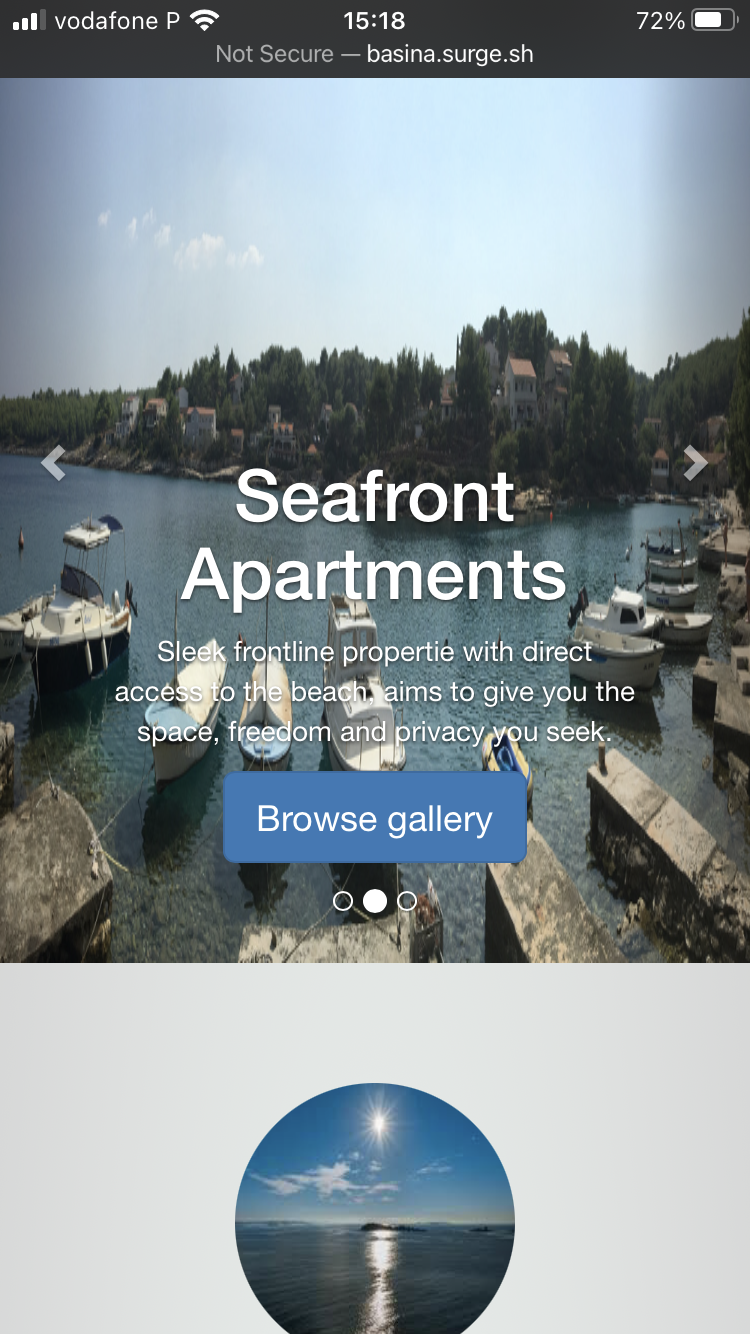 vodafone P
15:18
72%
Not Secure — basina.surge.sh
Seafront
Apartments
Sleek frontline propertie with direct
access to the beach, aims to give you the
space, freedom and privacy you seek.
Browse gallery